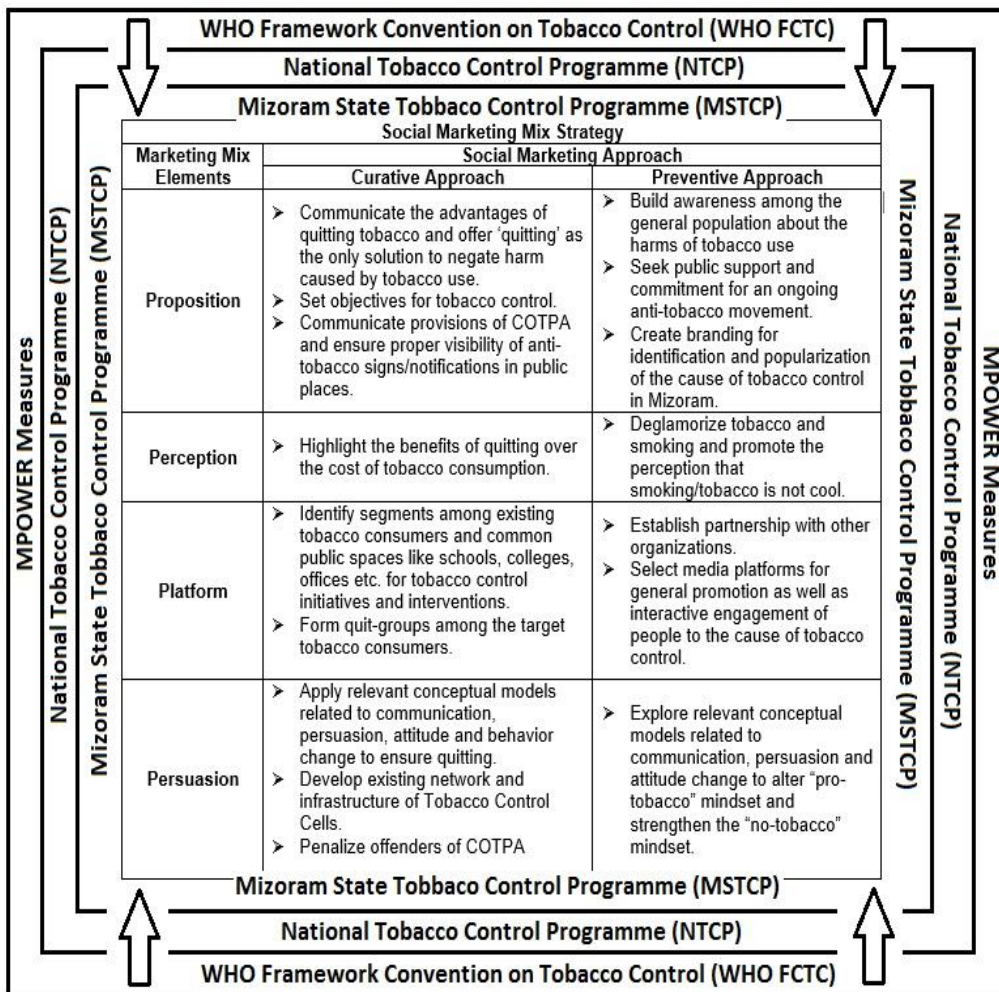 WHO Framework Convention on Tobacco Control (WHO FCTC)
National Tobacco Control Programme (NTCP)
Mizoram State Tobbaco Control Programme (MSTCP)
MPOWER Measures
National Tobacco Control Programme (NTCP)
Mizoram State Tobbaco Control Programme (MSTCP)
Social Marketing Mix Strategy
Marketing Mix
Elements
Social Marketing Approach
Curative Approach
Preventive Approach
Proposition
➢ Communicate the advantages of
quitting tobacco and offer ‘quitting’ as
the only solution to negate harm
caused by tobacco use.
➢ Set objectives for tobacco control.
➢ Communicate provisions of COTPA
and ensure proper visibility of anti-
tobacco signs/notifications in public
places.
➢ Build awareness among the
general population about the
harms of tobacco use
➢ Seek public support and
commitment for an ongoing
anti-tobacco movement.
➢ Create branding for
identification and popularization
of the cause of tobacco control
in Mizoram.
Perception
➢ Highlight the benefits of quitting over
the cost of tobacco consumption.
➢ Deglamorize tobacco and
smoking and promote the
perception that
smoking/tobacco is not cool.
Platform
➢ Identify segments among existing
tobacco consumers and common
public spaces like schools, colleges,
offices etc. for tobacco control
initiatives and interventions.
➢ Form quit-groups among the target
tobacco consumers.
➢ Establish partnership with other
organizations.
➢ Select media platforms for
general promotion as well as
interactive engagement of
people to the cause of tobacco
control.
Persuasion
➢ Apply relevant conceptual models
related to communication,
persuasion, attitude and behavior
change to ensure quitting.
➢ Develop existing network and
infrastructure of Tobacco Control
Cells.
➢ Penalize offenders of COTPA
➢ Explore relevant conceptual
models related to
communication, persuasion and
attitude change to alter “pro-
tobacco” mindset and
strengthen the “no-tobacco”
mindset.
Mizoram State Tobbaco Control Programme (MSTCP)
National Tobacco Control Programme (NTCP)
MPOWER Measures
Mizoram State Tobbaco Control Programme (MSTCP)
National Tobacco Control Programme (NTCP)
WHO Framework Convention on Tobacco Control (WHO FCTC)